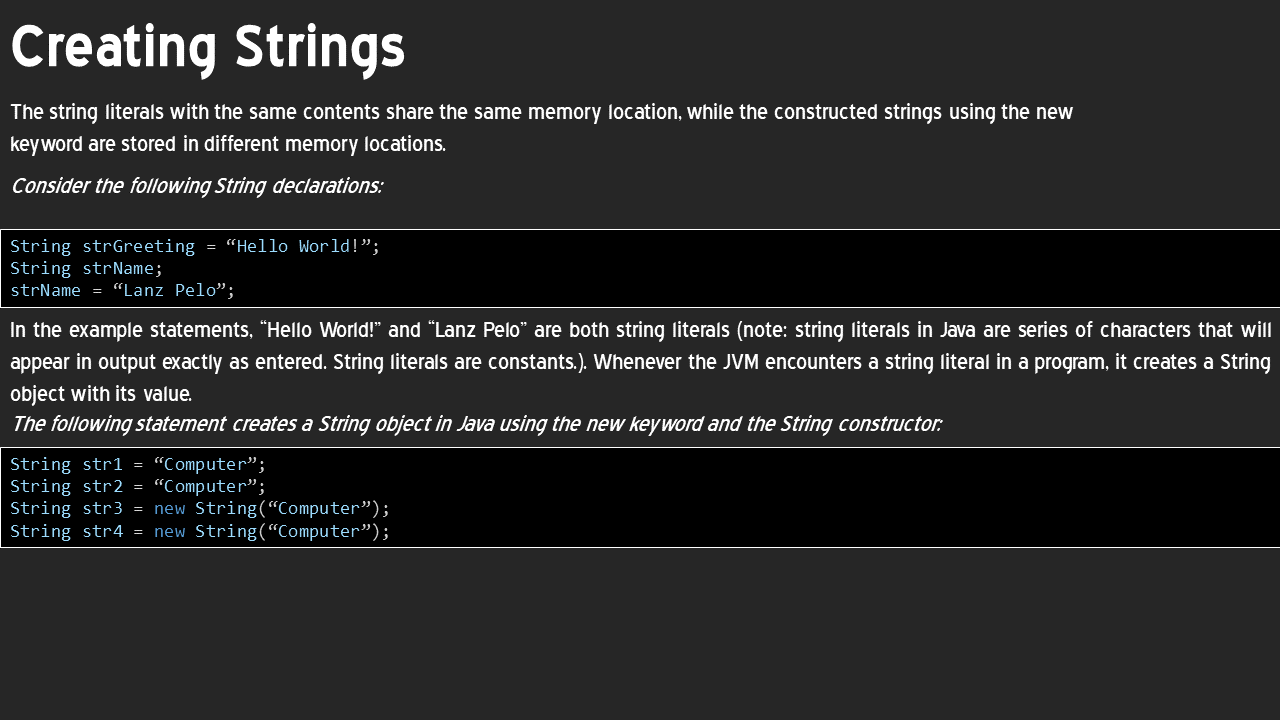 Creating Strings
The string literals with the same contents share the same memory location, while the constructed strings using the new
keyword are stored in different memory locations.
Consider the following String declarations:
String strGreeting = “Hello World!”;
String strName;
strName = “Lanz Pelo”;
In the example statements, “Hello World!” and “Lanz Pelo” are both string literals (note: string literals in Java are series of characters that will
appear in output exactly as entered. String literals are constants.). Whenever the JVM encounters a string literal in a program, it creates a String
object with its value.
The following statement creates a String object in Java using the new keyword and the String constructor:
String str1 = “Computer”;
String str2 = “Computer”;
String str3 = new String(“Computer”);
String str4 = new String(“Computer”);